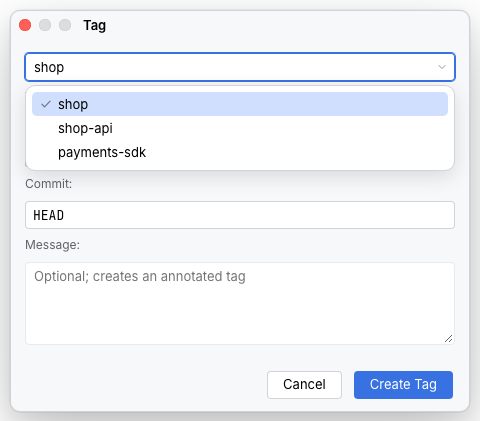 Tag
shop
shop
shop-api
payments-sdk
Commit:
HEAD
Message:
Optional; creates an annotated tag
Cancel
Create Tag